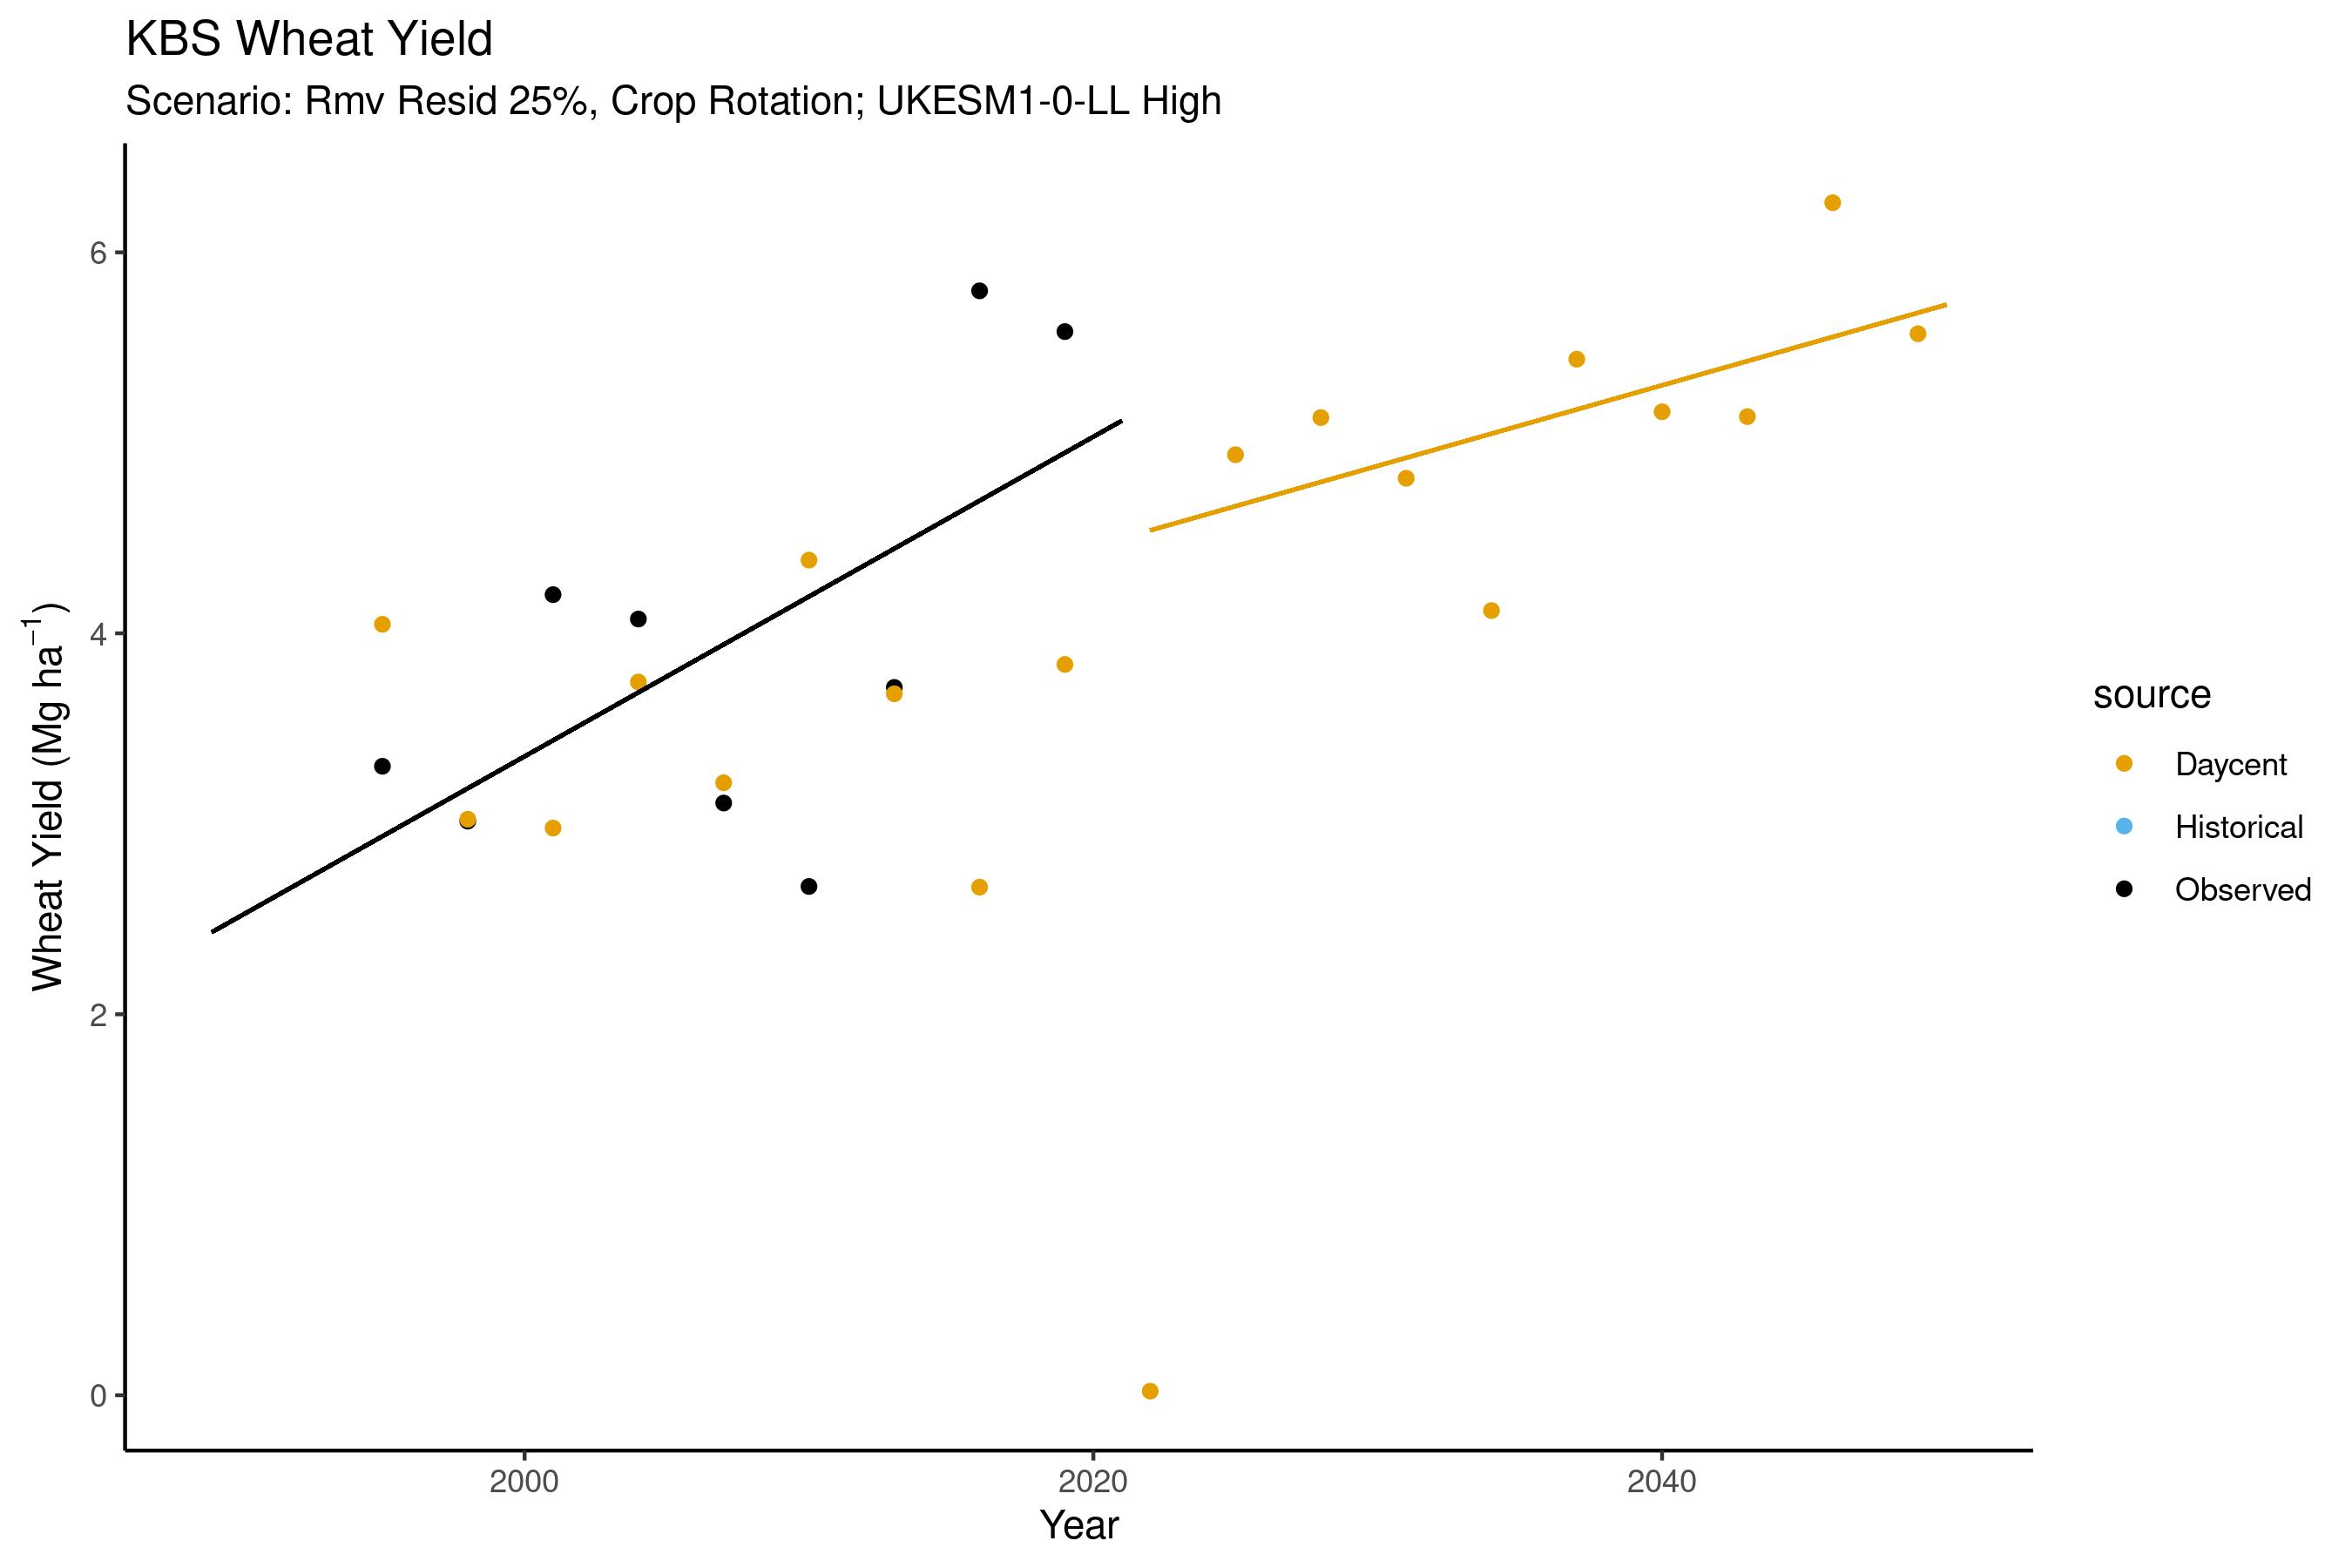 KBS Wheat Yield
Scenario: Rmv Resid 25%, Crop Rotation; UKESM1-0-LL High
Wheat Yield (Mg ha⁻¹)
6
4
2
0
2000
2020
2040
Year
source
Daycent
Historical
Observed